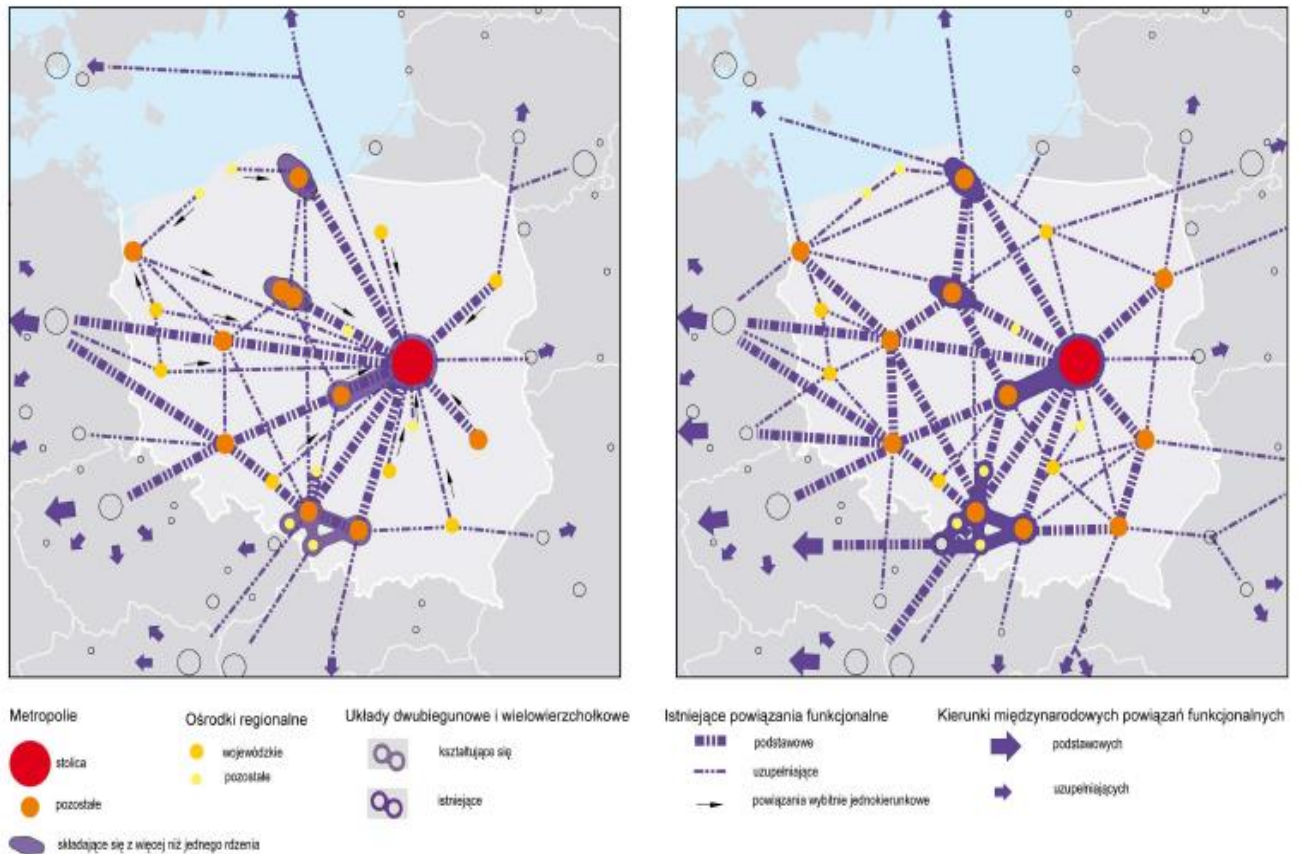 Metropolie
stolica
pozostałe
składające się z więcej niż jednego rdzenia
Ośrodki regionalne
wojewódzkie
pozostałe
Układy dwubiegunowe i wielowierzchołkowe
kształtujące się
istniejące
Istniejące powiązania funkcjonalne
podstawowe
uzupełniające
powiązania wybitnie jednokierunkowe
Kierunki międzynarodowych powiązań funkcjonalnych
podstawowych
uzupełniających